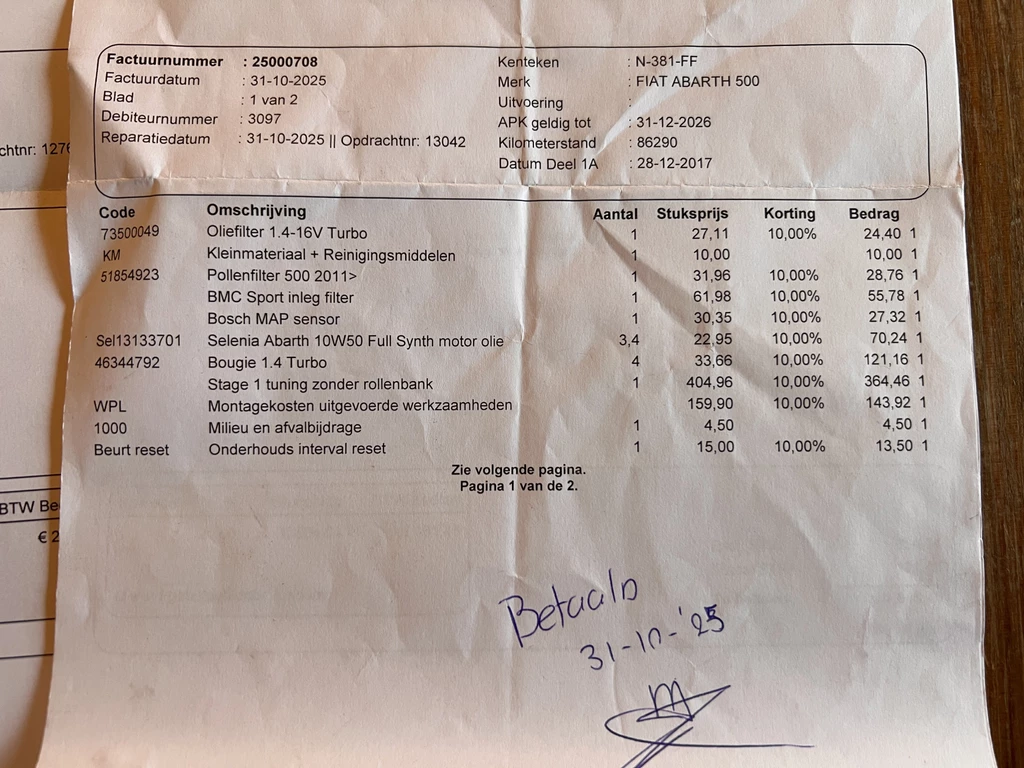 Factuurnummer : 25000708
Factuurdatum : 31-10-2025
Blad : 1 van 2
Debiteurnummer : 3097
Reparatiedatum : 31-10-2025 || Opdrachtnr: 13042
Kenteken : N-381-FF
Merk : FIAT ABARTH 500
Uitvoering :
APK geldig tot : 31-12-2026
Kilometerstand : 86290
Datum Deel 1A : 28-12-2017
chtnr: 1276
Code Omschrijving Aantal Stuksprijs Korting Bedrag
73500049 Oliefilter 1.4-16V Turbo 1 27,11 10,00% 24,40 1
KM Kleinmateriaal + Reinigingsmiddelen 1 10,00 10,00 1
51854923 Pollenfilter 500 2011> 1 31,96 10,00% 28,76 1
BMC Sport inleg filter 1 61,98 10,00% 55,78 1
Bosch MAP sensor 1 30,35 10,00% 27,32 1
Sel13133701 Selenia Abarth 10W50 Full Synth motor olie 3,4 22,95 10,00% 70,24 1
46344792 Bougie 1.4 Turbo 4 33,66 10,00% 121,16 1
Stage 1 tuning zonder rollenbank 1 404,96 10,00% 364,46 1
WPL Montagekosten uitgevoerde werkzaamheden 159,90 10,00% 143,92 1
1000 Milieu en afvalbijdrage 1 4,50 4,50 1
Beurt reset Onderhouds interval reset 1 15,00 10,00% 13,50 1
Zie volgende pagina.
Pagina 1 van de 2.
BTW Be
€ 2
Betaald
31-10-'25